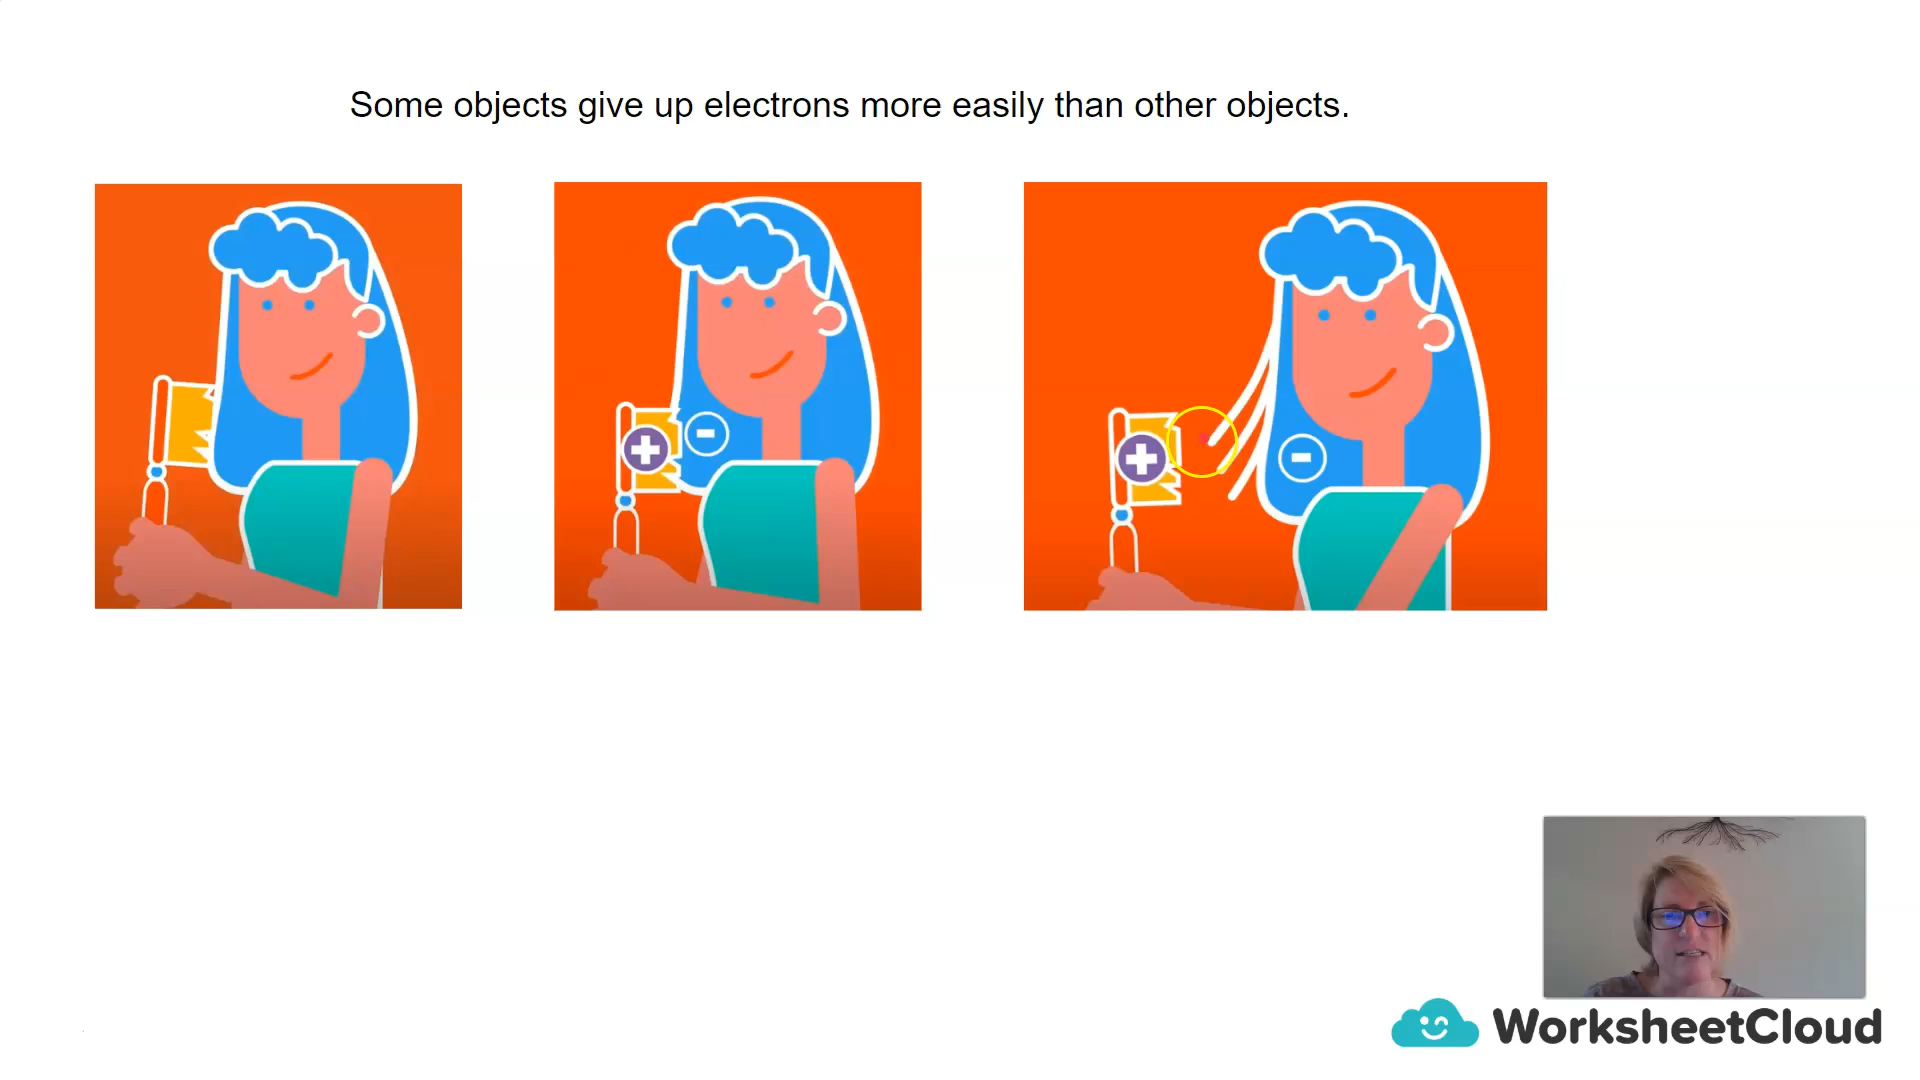 Some objects give up electrons more easily than other objects.
+
-
+
-
WorksheetCloud